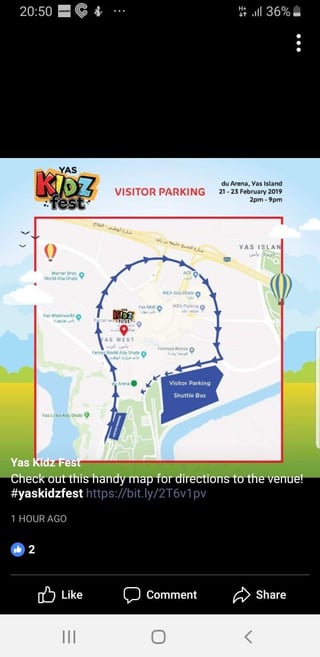 20:50
36%
YAS
KIDZ
fest
VISITOR PARKING
du Arena, Yas Island
21 - 23 February 2019
2pm - 9pm
YAS ISLAN
Warner Bros.
World Abu Dhabi
ACE
IKEA Abu Dhabi
Yas Waterworld
Yas Mall
IKEA Parking
YAS WEST
Ferrari World Abu Dhabi
Formula Rossa
Arena
Visitor Parking
Shuttle Bus
Yas Links Abu Dhabi
Yas Kidz Fest
Check out this handy map for directions to the venue!
#yaskidzfest https://bit.ly/2T6v1pv
1 HOUR AGO
2
Like Comment Share